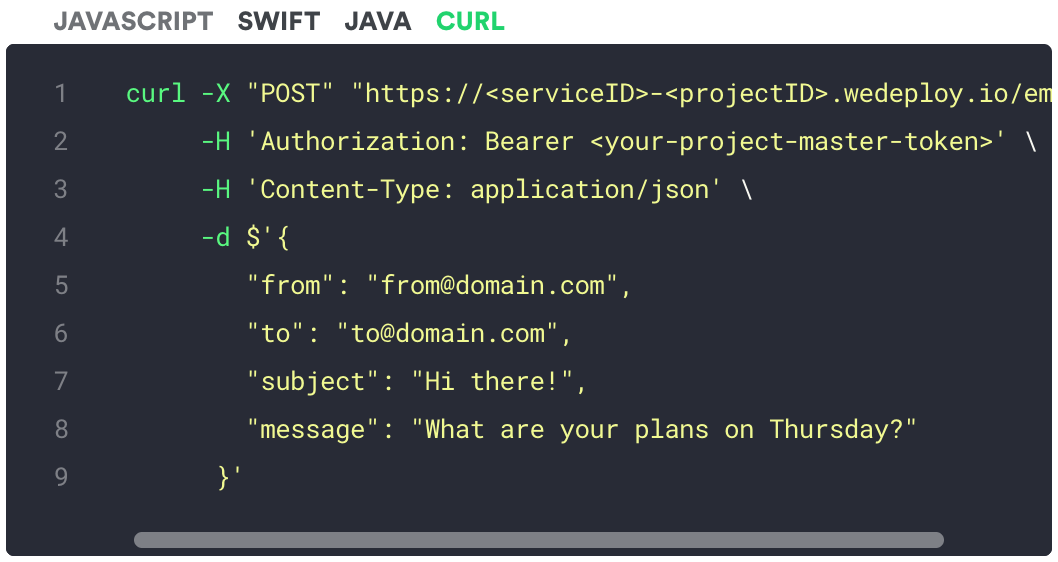 JAVASCRIPT SWIFT JAVA CURL
1 curl -X "POST" "https://<serviceID>-<projectID>.wedeploy.io/em
2 -H 'Authorization: Bearer <your-project-master-token>' \
3 -H 'Content-Type: application/json' \
4 -d $'{
5 "from": "from@domain.com",
6 "to": "to@domain.com",
7 "subject": "Hi there!",
8 "message": "What are your plans on Thursday?"
9 }'